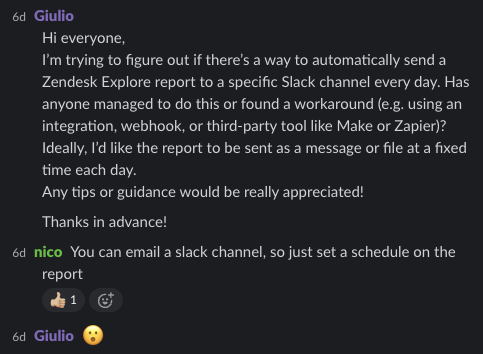 6d Giulio
Hi everyone,
I'm trying to figure out if there's a way to automatically send a
Zendesk Explore report to a specific Slack channel every day. Has
anyone managed to do this or found a workaround (e.g. using an
integration, webhook, or third-party tool like Make or Zapier)?
Ideally, I'd like the report to be sent as a message or file at a fixed
time each day.
Any tips or guidance would be really appreciated!
Thanks in advance!
6d nico You can email a slack channel, so just set a schedule on the
report
1
6d Giulio